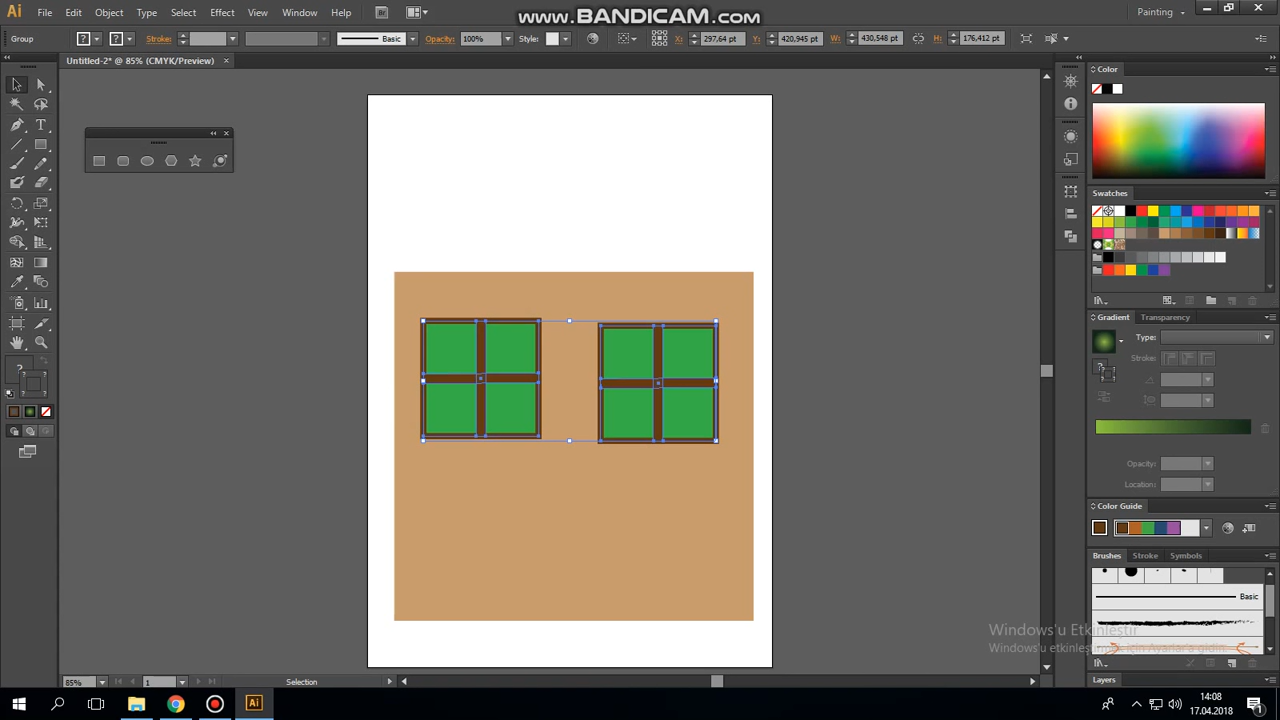 www.BANDICAM.com
Ai File Edit Object Type Select Effect View Window Help Br Painting
Group ? ? Stroke: Basic Opacity: 100% Style: X: 297,64 pt Y: 420,945 pt W: 430,548 pt H: 176,412 pt
Untitled-2* @ 85% (CMYK/Preview) ×
Color
Swatches
Gradient Transparency
Type:
Stroke:
Opacity:
Location:
Color Guide
Brushes Stroke Symbols
Basic
Windows'u Etkinleştir
Layers
85% 1 Selection
Ai
14:08
17.04.2018